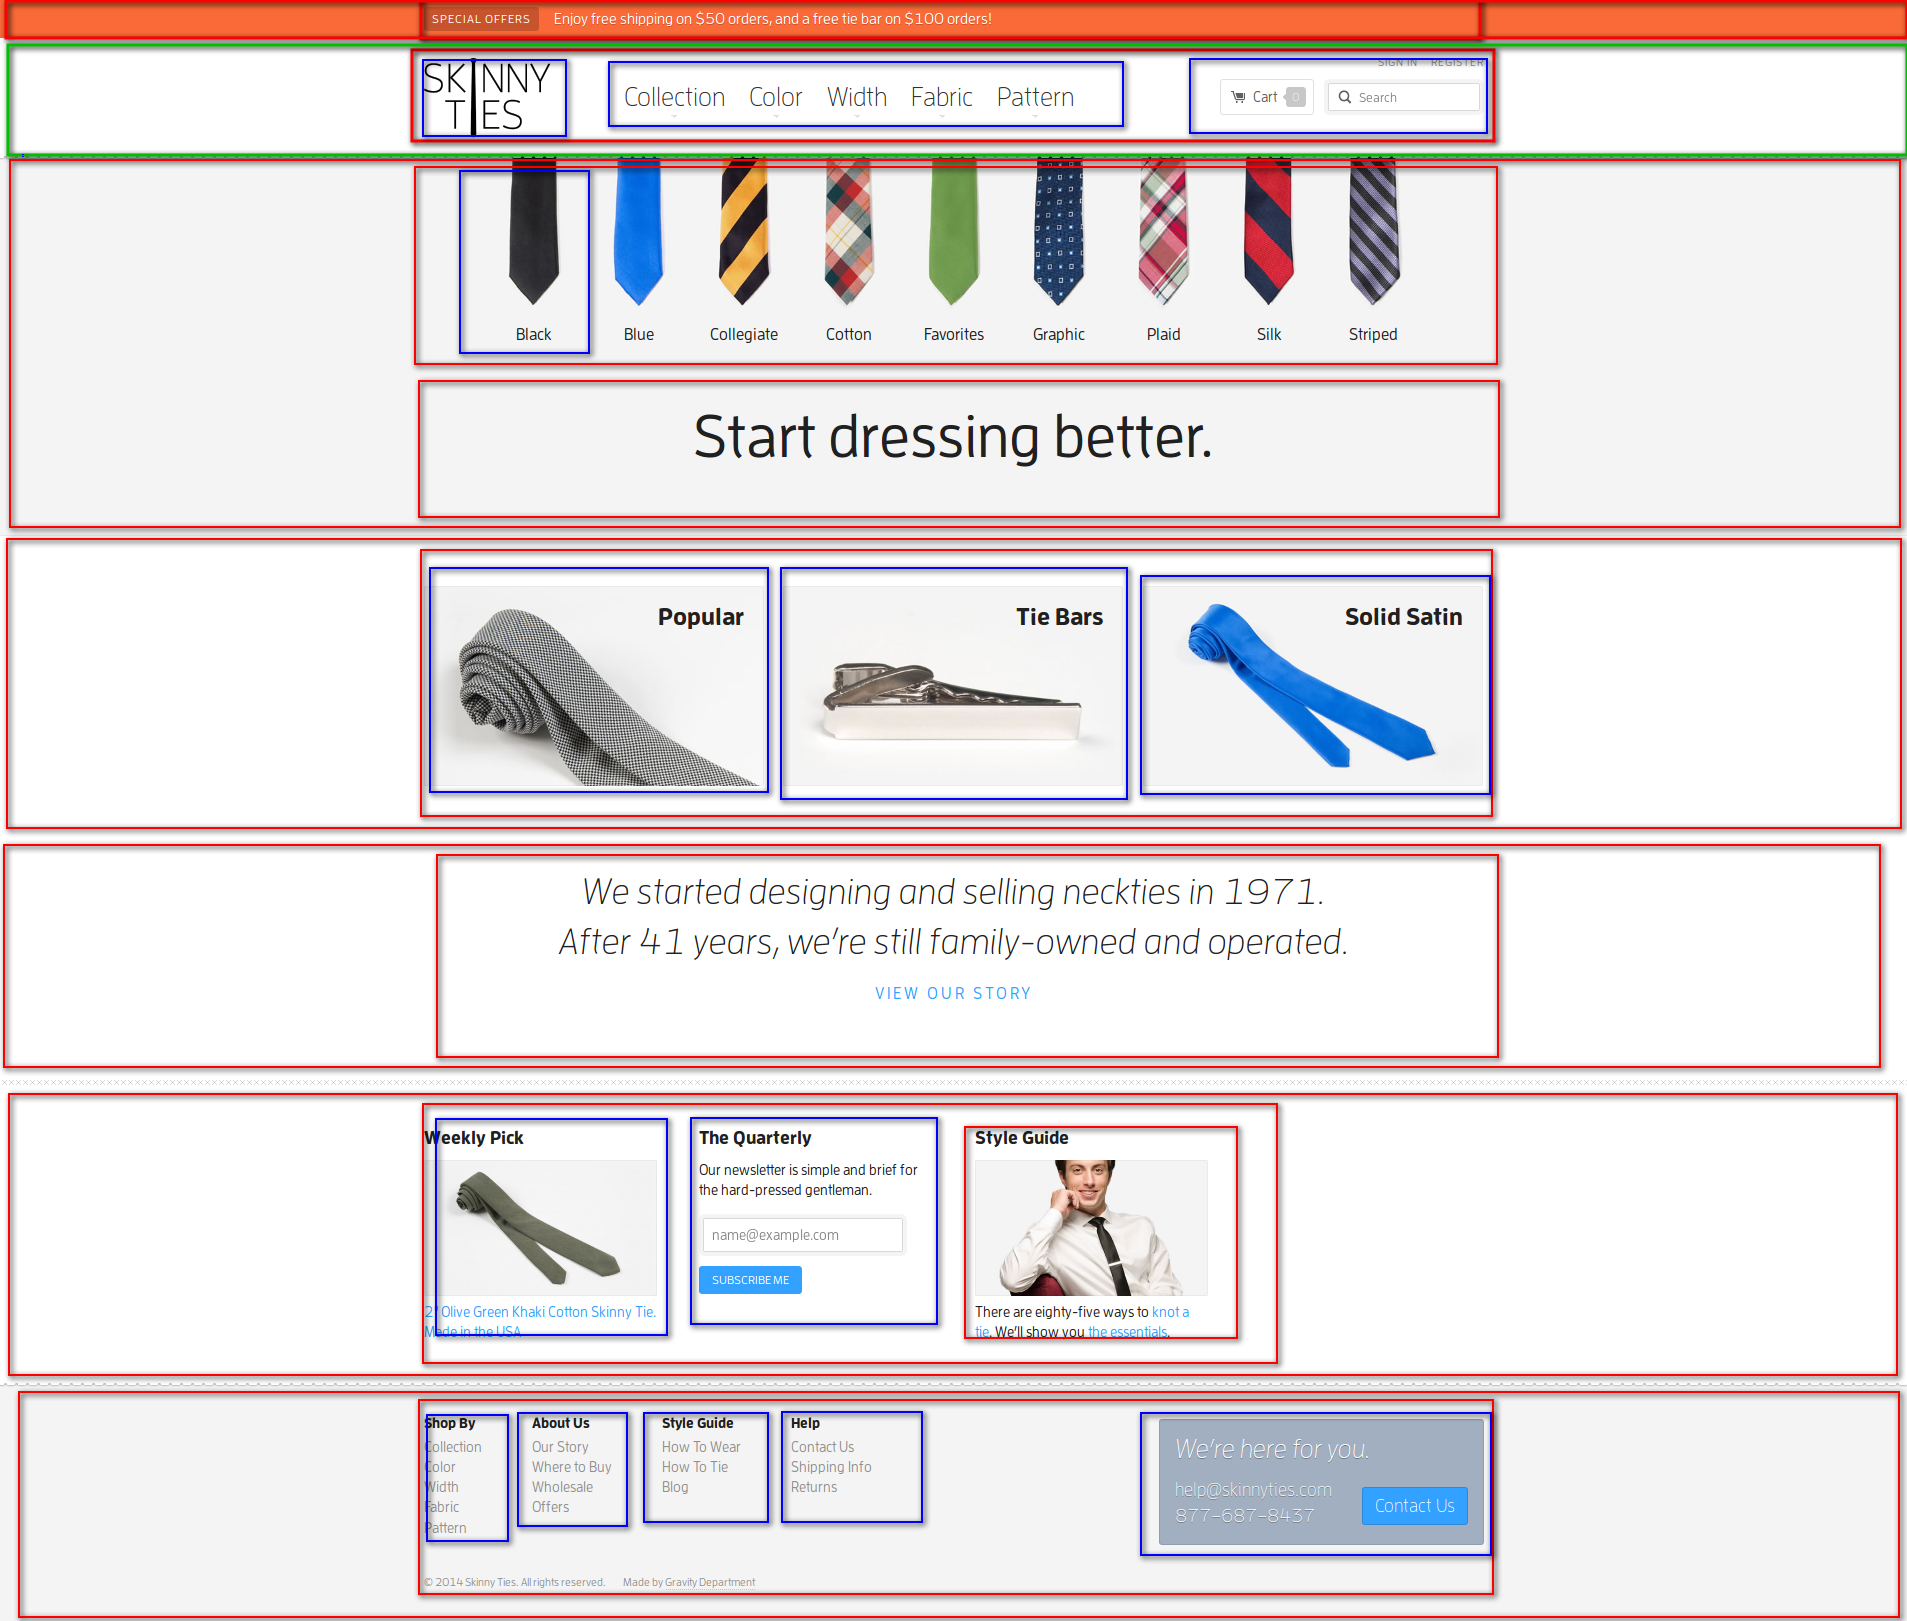 SPECIAL OFFERS Enjoy free shipping on $50 orders, and a free tie bar on $100 orders!
SIGN IN REGISTER
SKINNY
TIES
Collection Color Width Fabric Pattern
Cart 0 Search
Black Blue Collegiate Cotton Favorites Graphic Plaid Silk Striped
Start dressing better.
Popular Tie Bars Solid Satin
We started designing and selling neckties in 1971.
After 41 years, we're still family-owned and operated.
VIEW OUR STORY
Weekly Pick
2" Olive Green Khaki Cotton Skinny Tie.
Made in the USA
The Quarterly
Our newsletter is simple and brief for
the hard-pressed gentleman.
name@example.com
SUBSCRIBE ME
Style Guide
There are eighty-five ways to knot a
tie. We'll show you the essentials.
Shop By
Collection
Color
Width
Fabric
Pattern
About Us
Our Story
Where to Buy
Wholesale
Offers
Style Guide
How To Wear
How To Tie
Blog
Help
Contact Us
Shipping Info
Returns
We're here for you.
help@skinnyties.com
877-687-8437
Contact Us
© 2014 Skinny Ties. All rights reserved. Made by Gravity Department